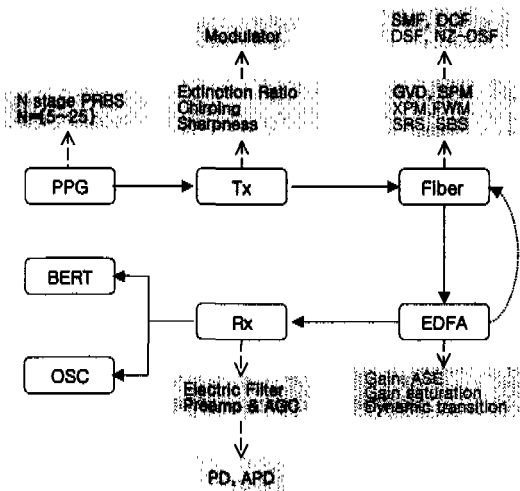 Modulator
SMF, DCF
DSF, NZ-DSF
N stage PRBS
N=(5~25)
Extinction Ratio
Chirping
Sharpness
GVD, SPM
XPM,FWM
SRS, SBS
PPG
Tx
Fiber
BERT
Rx
EDFA
OSC
Electric Filter
Preamp & AGC
Gain, ASE
Gain saturation
Dynamic transition
PD, APD